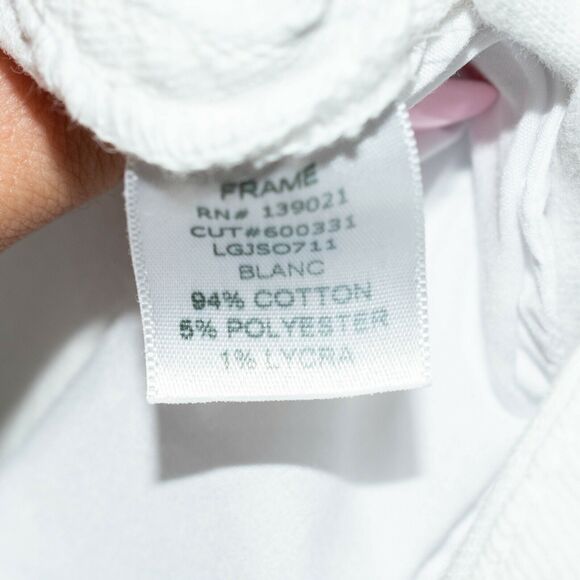 FRAME
RN# 139021
CUT#600331
LGJSO711
BLANC
94% COTTON
5% POLYESTER
1% LYCRA